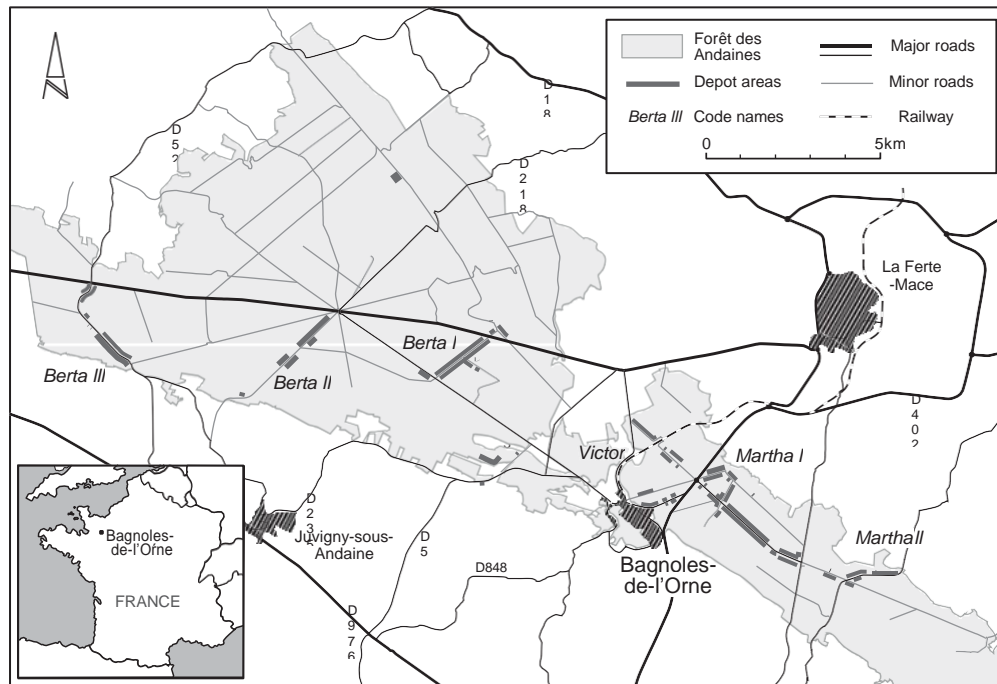 Forêt des
Andaines
Major roads
Depot areas
Minor roads
Berta III
Code names
Railway
0
5km
N
D18
D52
D218
La Ferte
-Mace
Berta I
Berta III
Berta II
D402
Victor
Martha I
Martha II
Bagnoles-
de-l'Orne
D23
Juvigny-sous-
Andaine
D5
D848
D976
Bagnoles-
de-l'Orne
FRANCE